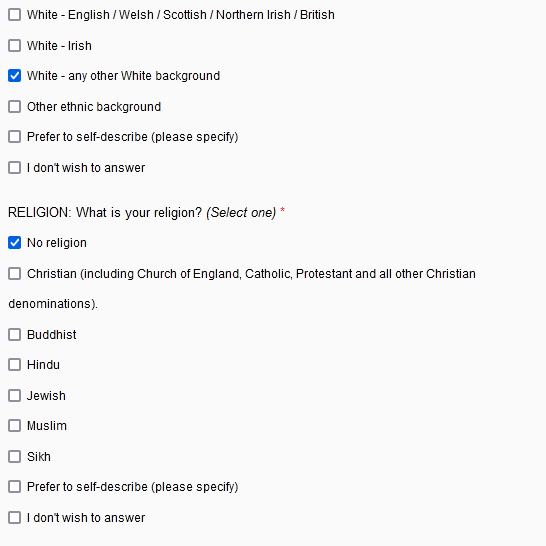 White - English / Welsh / Scottish / Northern Irish / British
White - Irish
White - any other White background
Other ethnic background
Prefer to self-describe (please specify)
I don't wish to answer
RELIGION: What is your religion? (Select one) *
No religion
Christian (including Church of England, Catholic, Protestant and all other Christian
denominations).
Buddhist
Hindu
Jewish
Muslim
Sikh
Prefer to self-describe (please specify)
I don't wish to answer